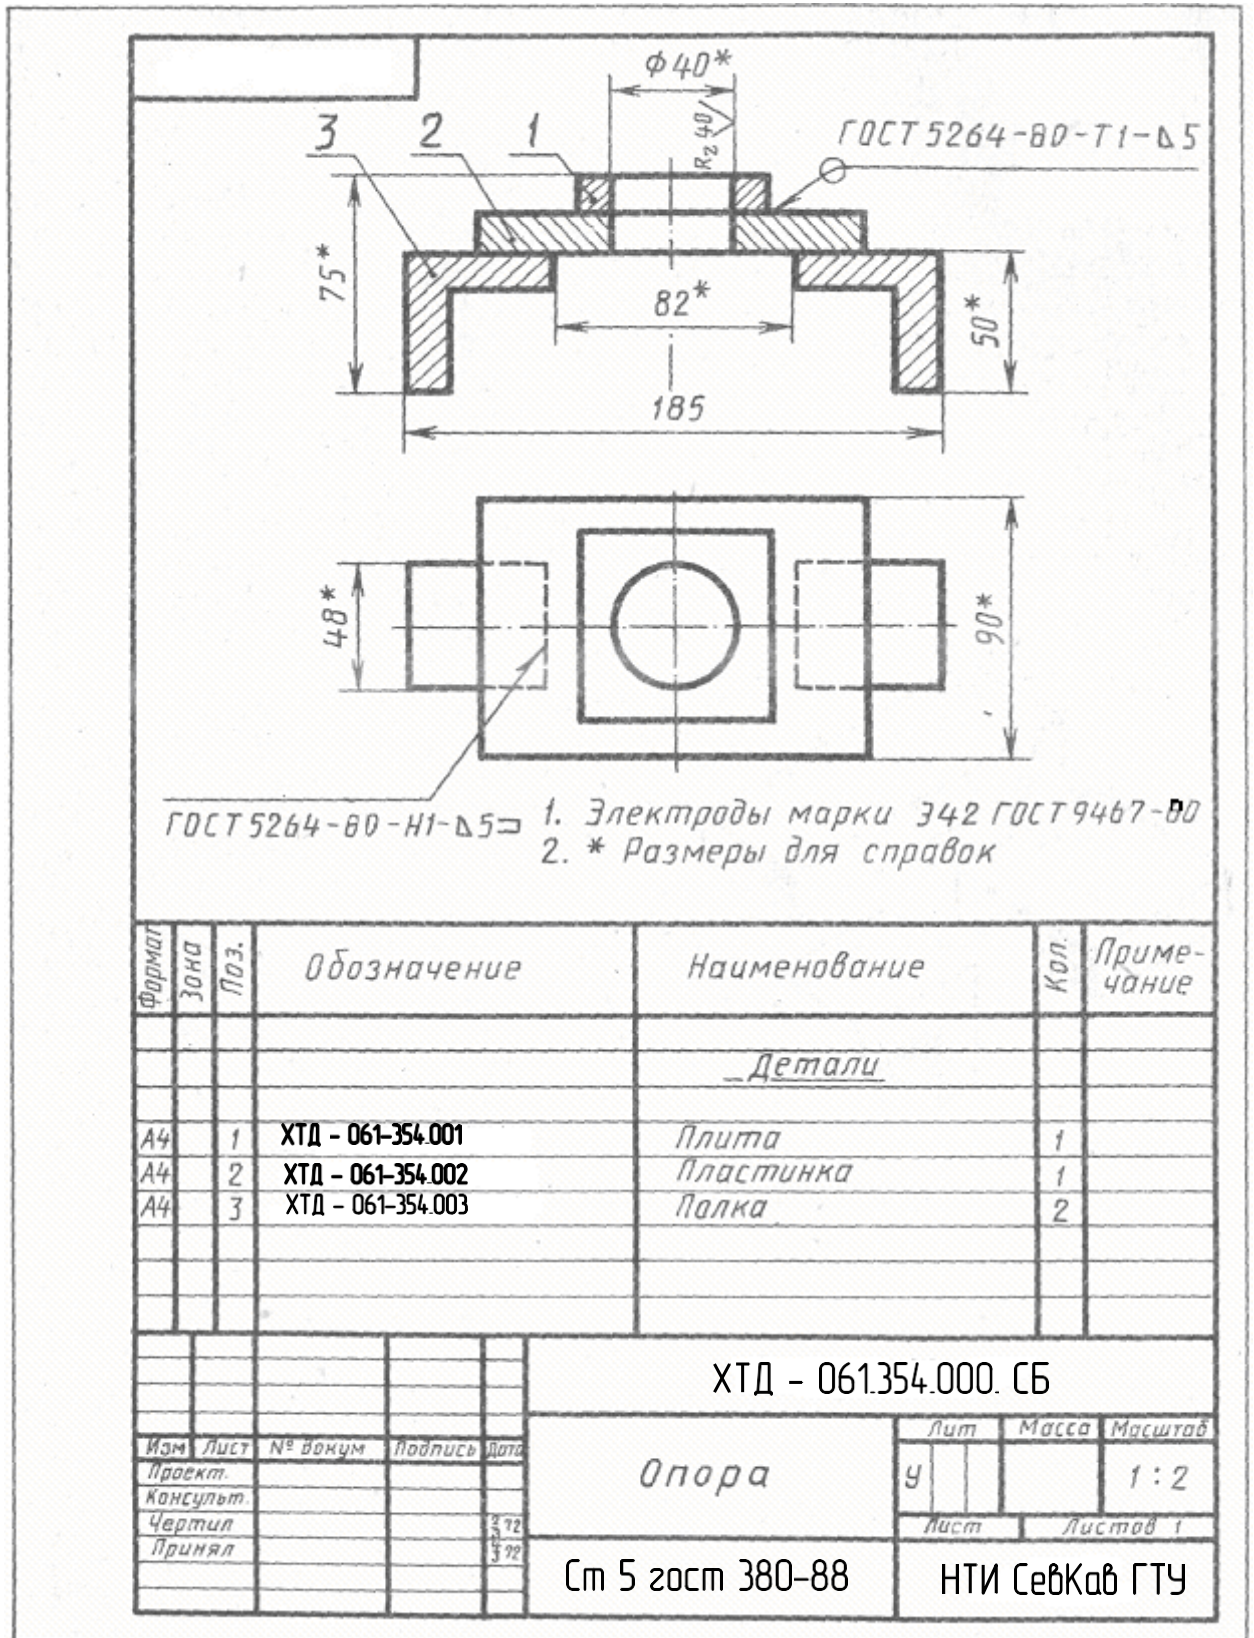 Ф40*
Rz 40
ГОСТ 5264-80-Т1-⊿5
3
2
1
75*
82*
50*
185
48*
90*
ГОСТ 5264-80-Н1-⊿5⊐
1. Электроды марки Э42 ГОСТ 9467-80
2. * Размеры для справок
Формат Зона Поз. Обозначение Наименование Кол. Приме-
чание
Детали
А4 1 ХТД - 061-354.001 Плита 1
А4 2 ХТД - 061-354.002 Пластинка 1
А4 3 ХТД - 061-354.003 Полка 2
ХТД - 061.354.000. СБ
Изм Лист № докум Подпись Дата
Проект.
Консульт.
Чертил
Принял
Опора
Лит Масса Масштаб
У 1 : 2
Лист Листов 1
Ст 5 гост 380-88
НТИ СевКав ГТУ